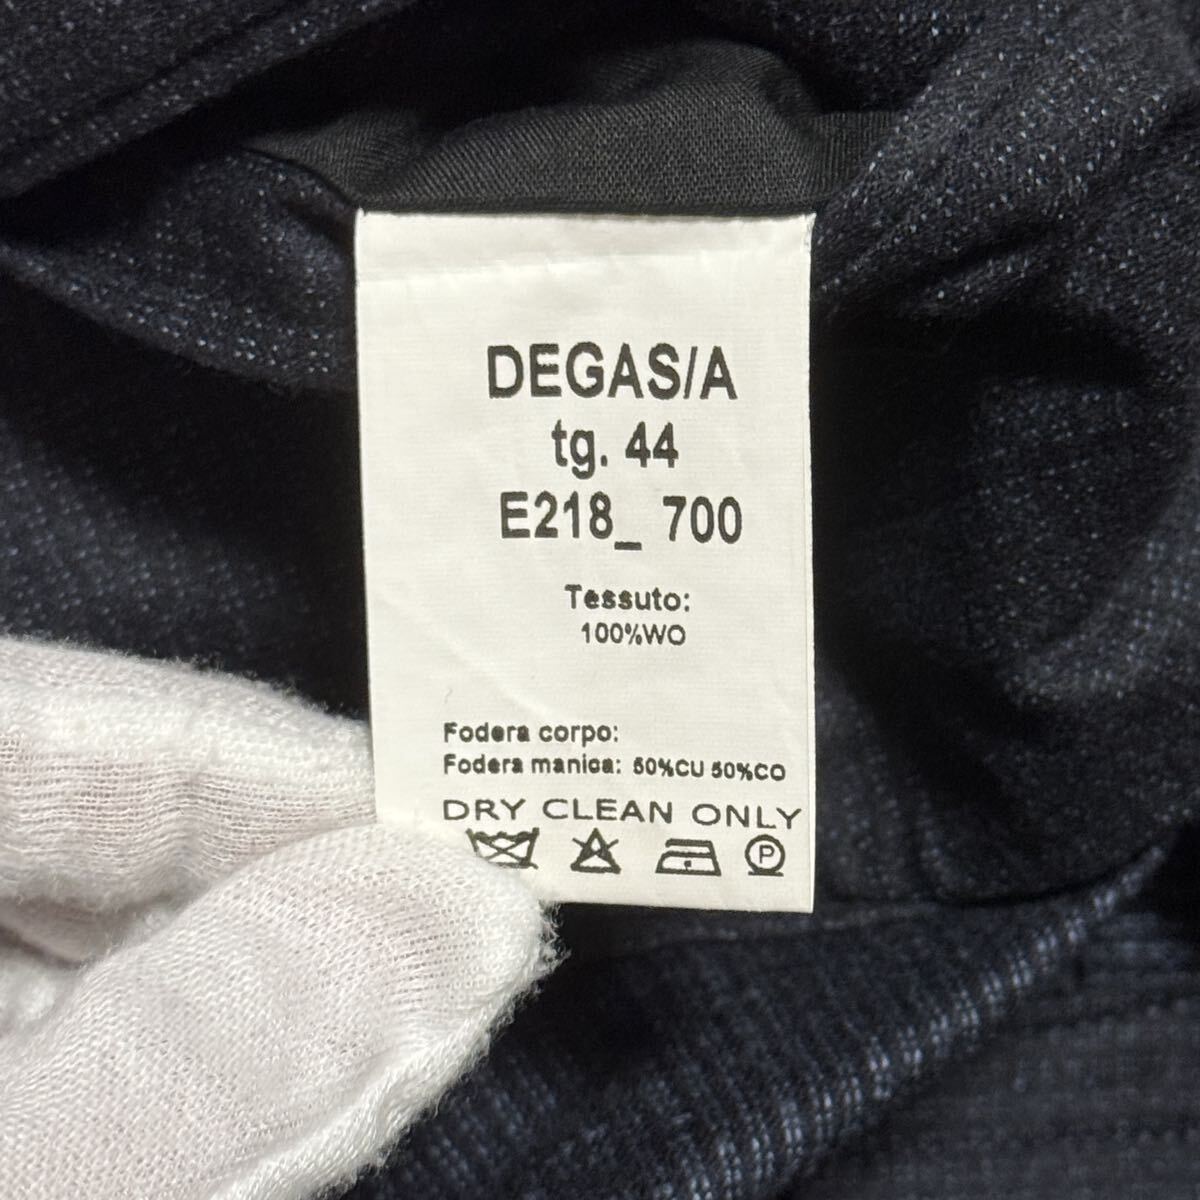 DEGAS/A
tg. 44
E218_ 700
Tessuto:
100%WO
Fodera corpo:
Fodera manica: 50%CU 50%CO
DRY CLEAN ONLY
P